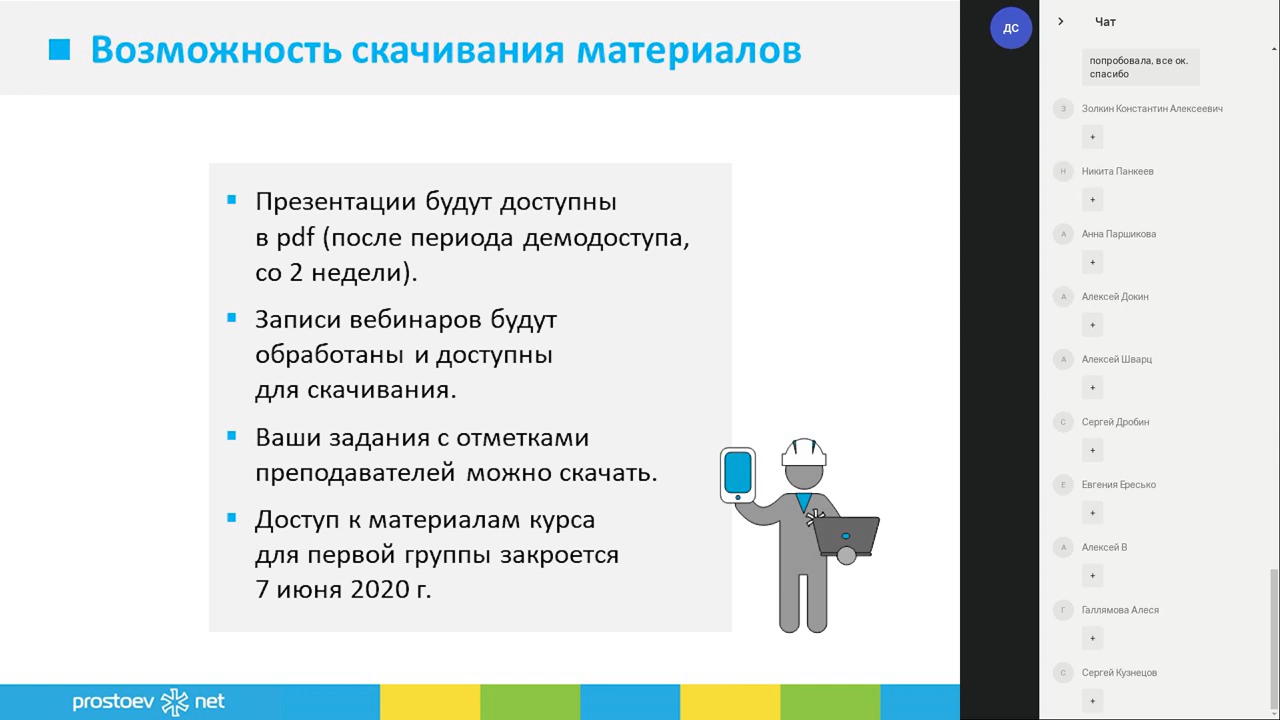 Возможность скачивания материалов
Презентации будут доступны
в pdf (после периода демодоступа,
со 2 недели).
Записи вебинаров будут
обработаны и доступны
для скачивания.
Ваши задания с отметками
преподавателей можно скачать.
Доступ к материалам курса
для первой группы закроется
7 июня 2020 г.
prostoev net
ДС
Чат
попробовала, все ок.
спасибо
З Золкин Константин Алексеевич
+
Н Никита Панкеев
+
А Анна Паршикова
+
А Алексей Докин
+
А Алексей Шварц
+
С Сергей Дробин
+
Е Евгения Ересько
+
А Алексей В
+
Г Галлямова Алеся
+
С Сергей Кузнецов
+